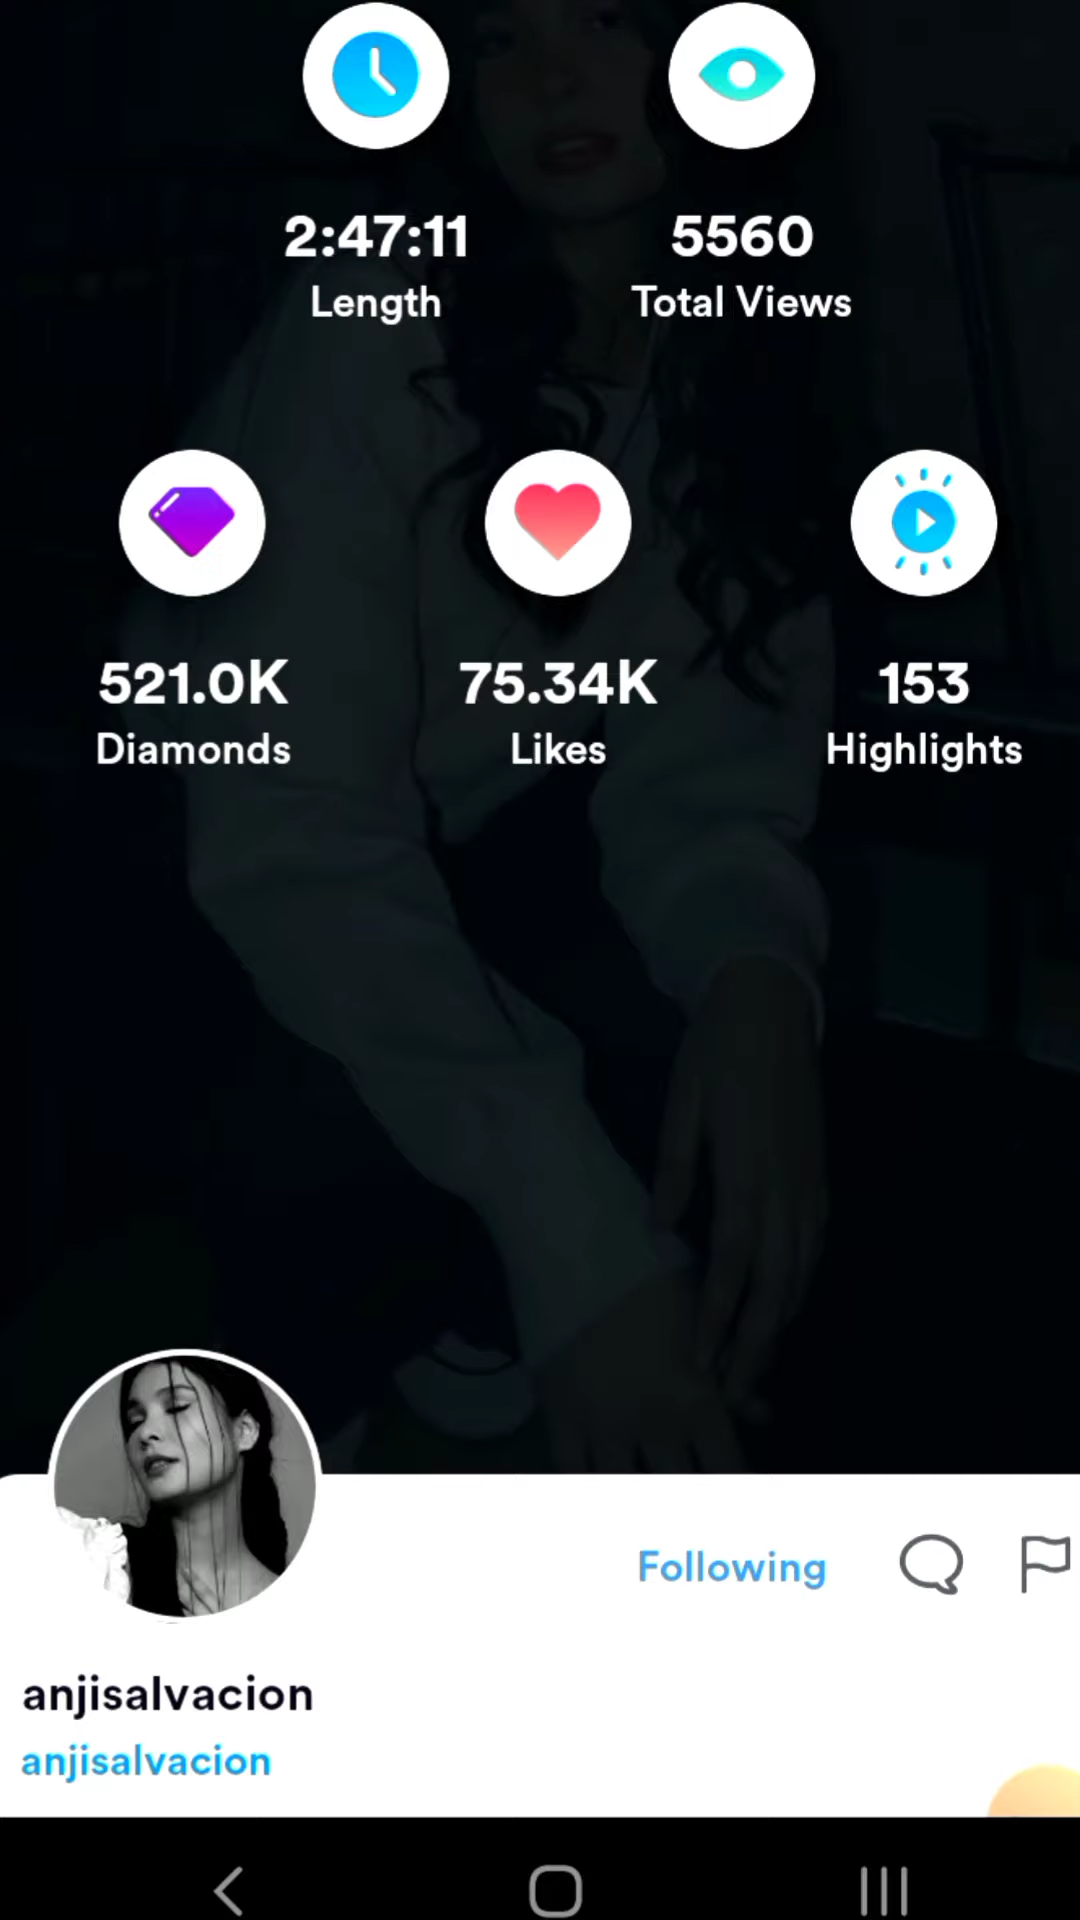 2:47:11 5560
Length Total Views
521.0K 75.34K 153
Diamonds Likes Highlights
Following
anjisalvacion
anjisalvacion